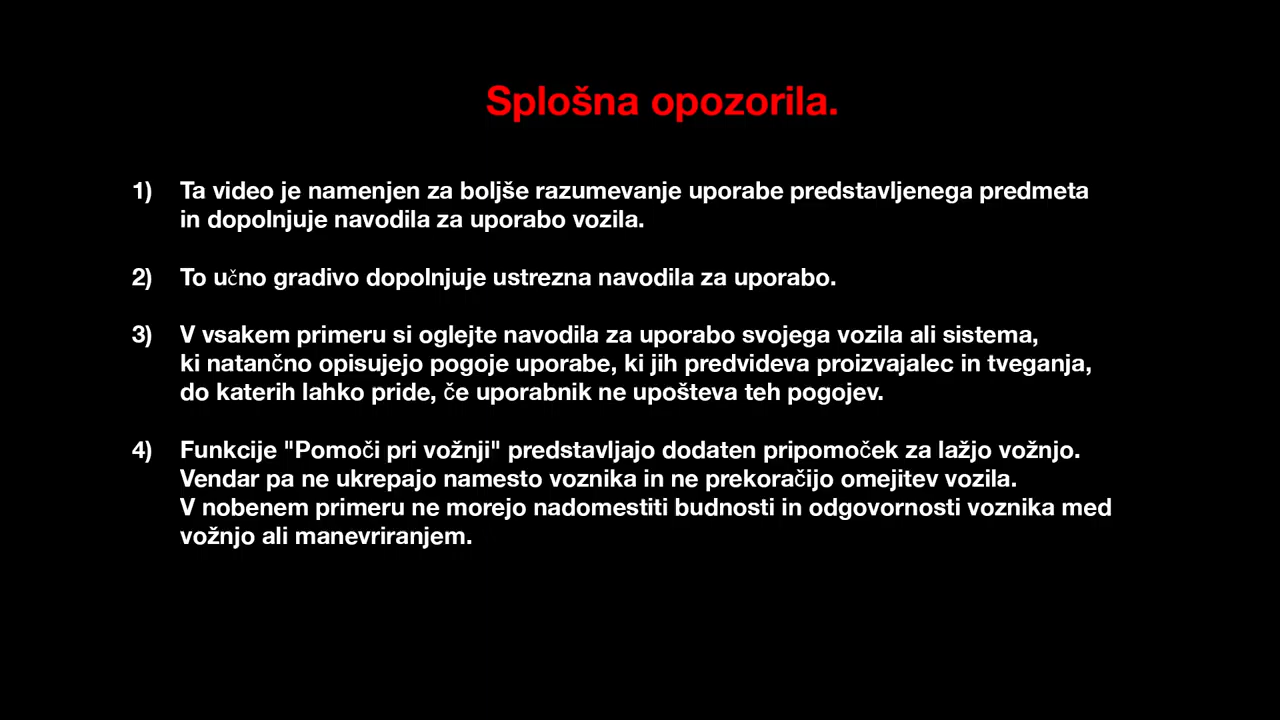 Splošna opozorila.
1) Ta video je namenjen za boljše razumevanje uporabe predstavljenega predmeta
in dopolnjuje navodila za uporabo vozila.
2) To učno gradivo dopolnjuje ustrezna navodila za uporabo.
3) V vsakem primeru si oglejte navodila za uporabo svojega vozila ali sistema,
ki natančno opisujejo pogoje uporabe, ki jih predvideva proizvajalec in tveganja,
do katerih lahko pride, če uporabnik ne upošteva teh pogojev.
4) Funkcije "Pomoči pri vožnji" predstavljajo dodaten pripomoček za lažjo vožnjo.
Vendar pa ne ukrepajo namesto voznika in ne prekoračijo omejitev vozila.
V nobenem primeru ne morejo nadomestiti budnosti in odgovornosti voznika med
vožnjo ali manevriranjem.